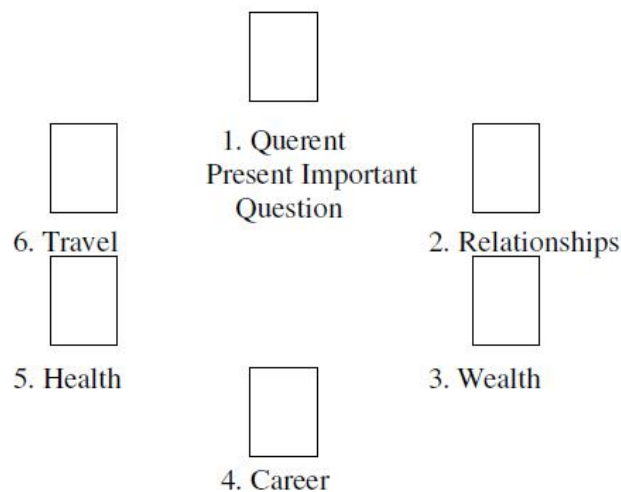 1. Querent
Present Important
Question
6. Travel
2. Relationships
5. Health
3. Wealth
4. Career